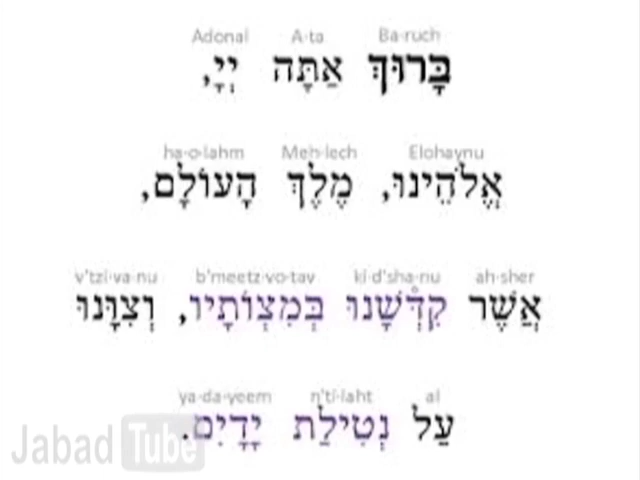 Adonal A·ta Ba·ruch
בָּרוּךְ אַתָּה יְיָ,
ha·o·lahm Meh·lech Elohaynu
אֱלֹהֵינוּ, מֶלֶךְ הָעוֹלָם,
v'tzi·va·nu b'meetz·vo·tav ki·d'sha·nu ah·sher
אֲשֶׁר קִדְּשָׁנוּ בְּמִצְוֹתָיו, וְצִוָּנוּ
ya·da·yeem n'ti·laht al
עַל נְטִילַת יָדָיִם.
Jabad Tube